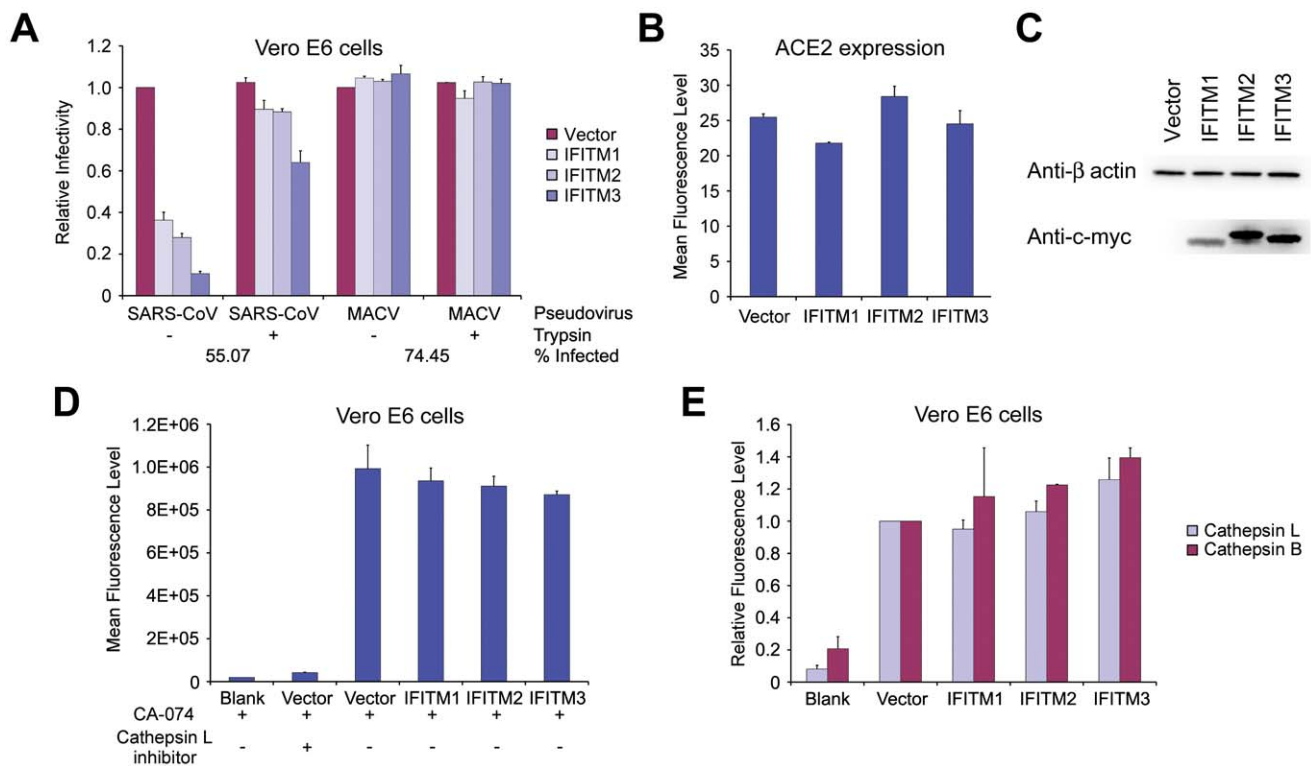 A
Vero E6 cells
Relative Infectivity
1.2
1.0
0.8
0.6
0.4
0.2
0
Vector
IFITM1
IFITM2
IFITM3
SARS-CoV SARS-CoV MACV MACV Pseudovirus
- + - + Trypsin
55.07 74.45 % Infected
B
ACE2 expression
Mean Fluorescence Level
35
30
25
20
15
10
5
0
Vector IFITM1 IFITM2 IFITM3
C
Vector
IFITM1
IFITM2
IFITM3
Anti-β actin
Anti-c-myc
D
Vero E6 cells
Mean Fluorescence Level
1.2E+06
1.0E+06
8E+05
6E+05
4E+05
2E+05
0
Blank Vector Vector IFITM1 IFITM2 IFITM3
CA-074 + + + + + +
Cathepsin L
inhibitor - + - - - -
E
Vero E6 cells
Relative Fluorescence Level
1.6
1.4
1.2
1.0
0.8
0.6
0.4
0.2
0
Blank Vector IFITM1 IFITM2 IFITM3
Cathepsin L
Cathepsin B